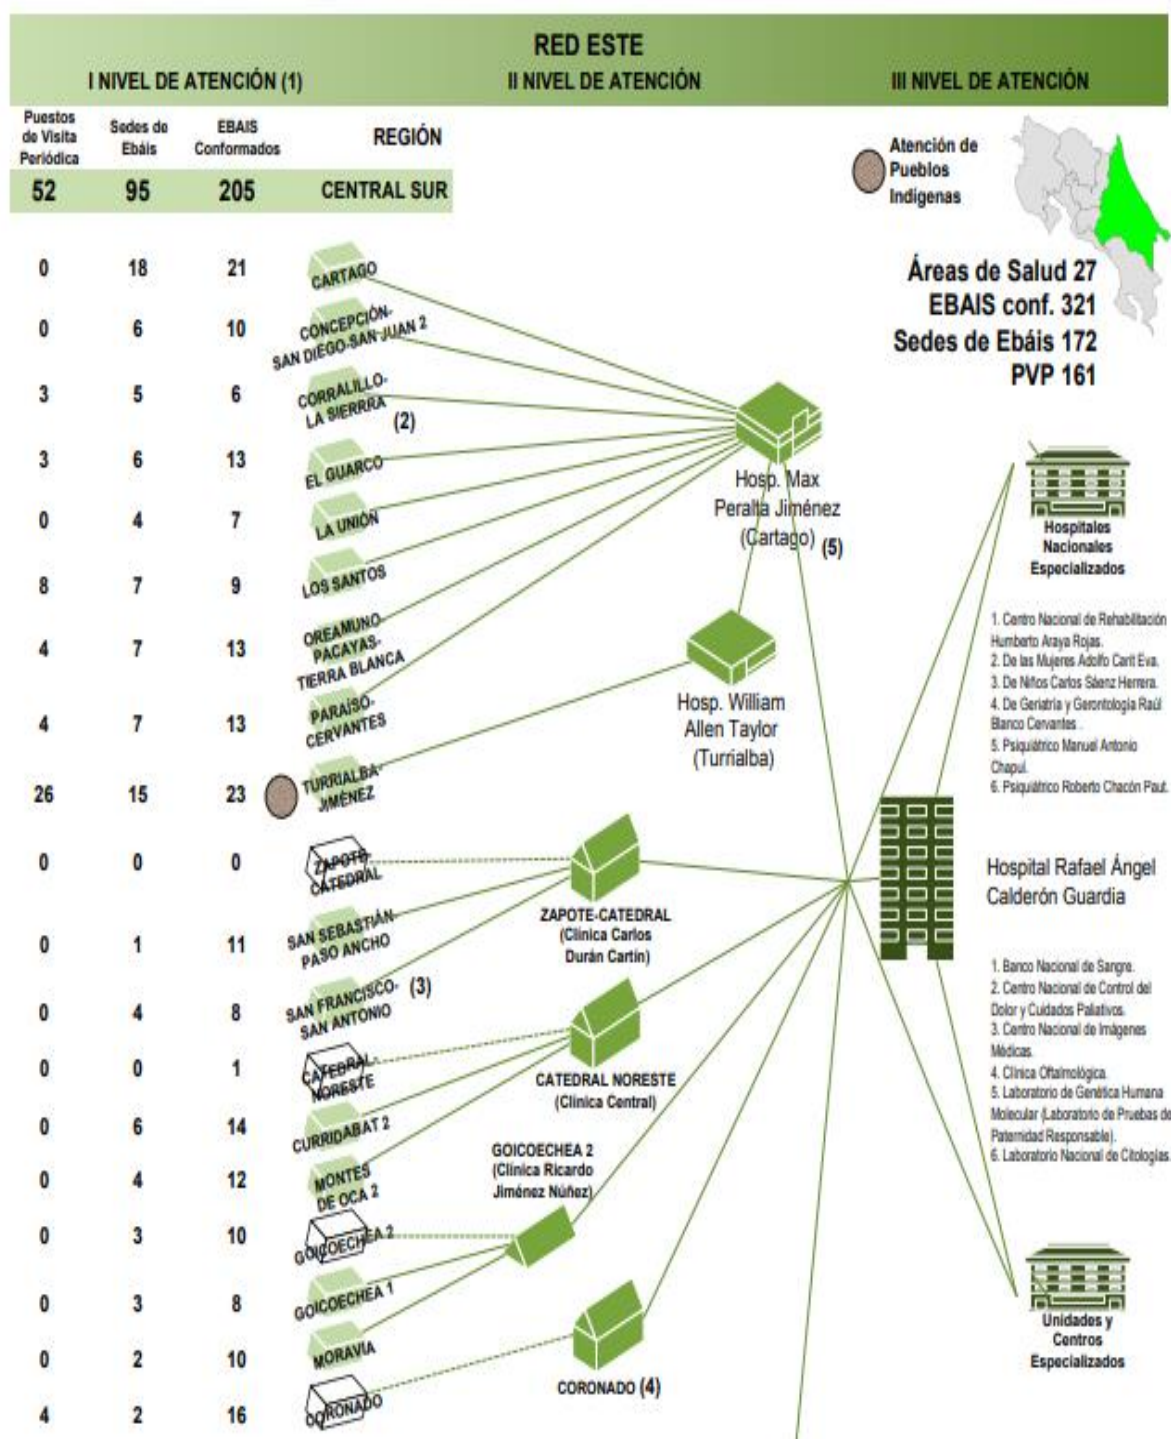 RED ESTE
I NIVEL DE ATENCIÓN (1)
II NIVEL DE ATENCIÓN
III NIVEL DE ATENCIÓN
Puestos
de Visita
Periódica
Sedes de
Ebáis
EBAIS
Conformados
REGIÓN
52 95 205 CENTRAL SUR
Atención de
Pueblos
Indígenas
Áreas de Salud 27
EBAIS conf. 321
Sedes de Ebáis 172
PVP 161
0 18 21 CARTAGO
0 6 10 CONCEPCIÓN-
SAN DIEGO-SAN JUAN 2
3 5 6 CORRALILLO-
LA SIERRRA
(2)
3 6 13 EL GUARCO
0 4 7 LA UNIÓN
8 7 9 LOS SANTOS
4 7 13 OREAMUNO
PACAYAS-
TIERRA BLANCA
4 7 13 PARAÍSO-
CERVANTES
26 15 23 TURRIALBA-
JIMÉNEZ
0 0 0 ZAPOTE-
CATEDRAL
0 1 11 SAN SEBASTIÁN
PASO ANCHO
0 4 8 SAN FRANCISCO-
SAN ANTONIO
(3)
0 0 1 CATEDRAL-
NORESTE
0 6 14 CURRIDABAT 2
0 4 12 MONTES
DE OCA 2
0 3 10 GOICOECHEA 2
0 3 8 GOICOECHEA 1
0 2 10 MORAVIA
4 2 16 CORONADO
Hosp. Max
Peralta Jiménez
(Cartago) (5)
Hosp. William
Allen Taylor
(Turrialba)
ZAPOTE-CATEDRAL
(Clínica Carlos
Durán Cartín)
CATEDRAL NORESTE
(Clínica Central)
GOICOECHEA 2
(Clínica Ricardo
Jiménez Núñez)
CORONADO (4)
Hospitales
Nacionales
Especializados
1. Centro Nacional de Rehabilitación
Humberto Araya Rojas.
2. De las Mujeres Adolfo Carit Eva.
3. De Niños Carlos Sáenz Herrera.
4. De Geriatría y Gerontología Raúl
Blanco Cervantes .
5. Psiquiátrico Manuel Antonio
Chapuí.
6. Psiquiátrico Roberto Chacón Paut.
Hospital Rafael Ángel
Calderón Guardia
1. Banco Nacional de Sangre.
2. Centro Nacional de Control del
Dolor y Cuidados Paliativos.
3. Centro Nacional de Imágenes
Médicas.
4. Clínica Oftalmológica.
5. Laboratorio de Genética Humana
Molecular (Laboratorio de Pruebas de
Paternidad Responsable).
6. Laboratorio Nacional de Citologías.
Unidades y
Centros
Especializados